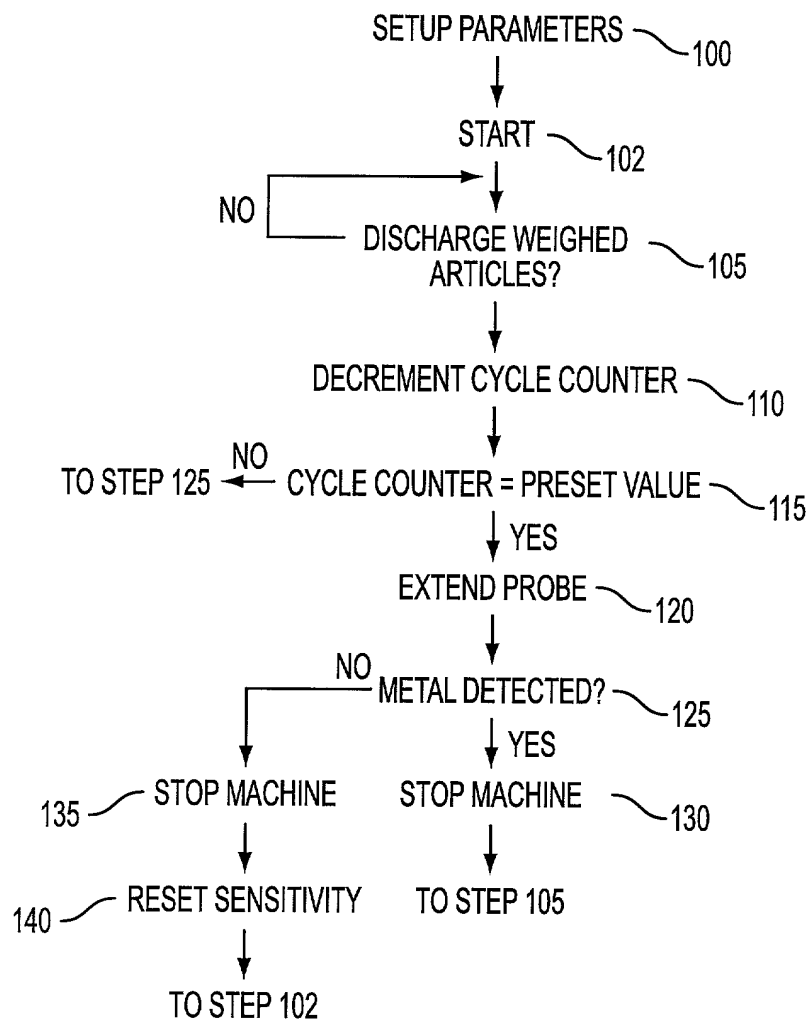 SETUP PARAMETERS 100
START 102
NO
DISCHARGE WEIGHED
ARTICLES? 105
DECREMENT CYCLE COUNTER 110
TO STEP 125 NO CYCLE COUNTER = PRESET VALUE 115
YES
EXTEND PROBE 120
NO
METAL DETECTED? 125
YES
135 STOP MACHINE STOP MACHINE 130
140 RESET SENSITIVITY TO STEP 105
TO STEP 102